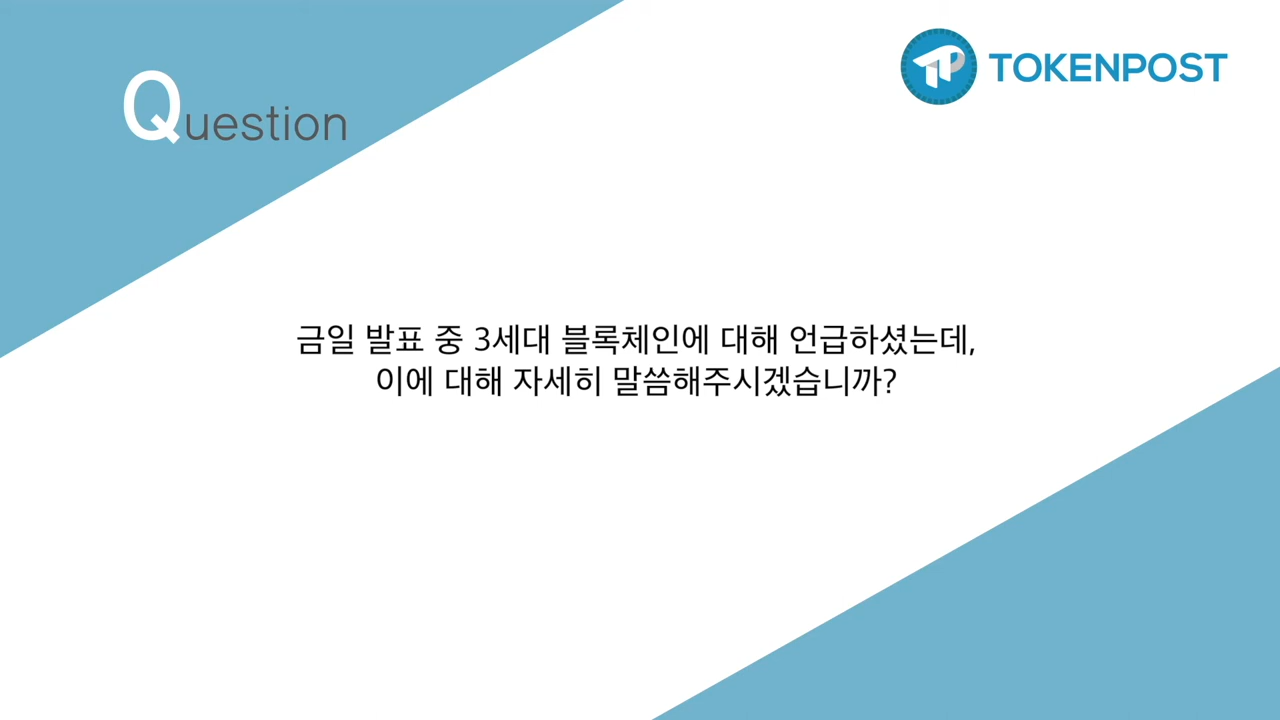 Question
TOKENPOST
금일 발표 중 3세대 블록체인에 대해 언급하셨는데,
이에 대해 자세히 말씀해주시겠습니까?